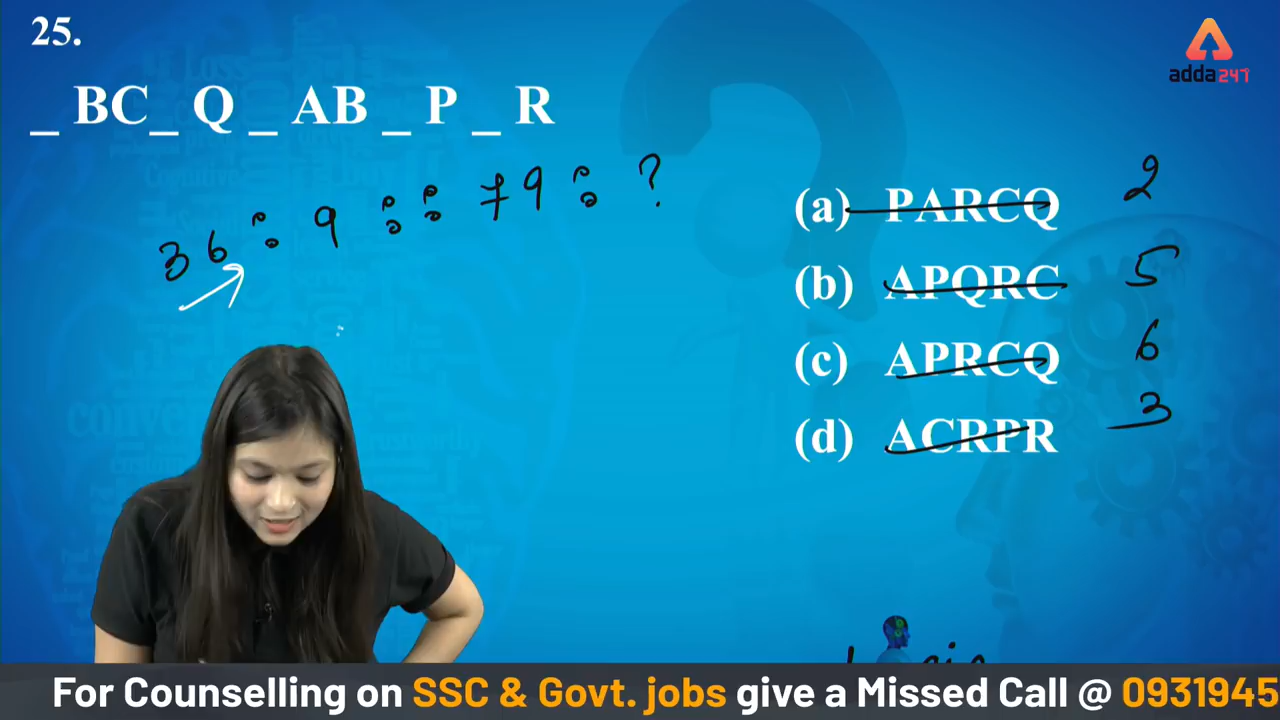 25.
adda247
_ BC _ Q _ AB _ P _ R
36 : 9 : : 79 : ?
(a) PARCQ 2
(b) APQRC 5
(c) APRCQ 6
(d) ACRPR 3
For Counselling on SSC & Govt. jobs give a Missed Call @ 0931945